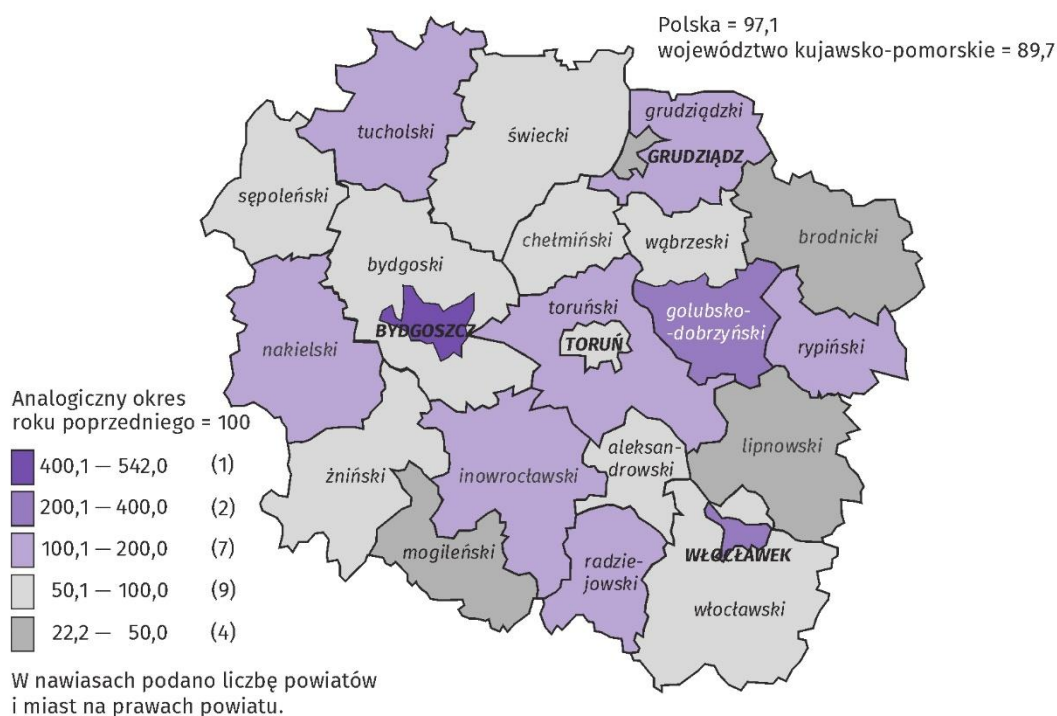 Polska = 97,1
województwo kujawsko-pomorskie = 89,7
grudziądzki
tucholski
świecki
GRUDZIĄDZ
sępoleński
chełmiński
wąbrzeski
brodnicki
bydgoski
toruński
golubsko-
-dobrzyński
BYDGOSZCZ
TORUŃ
nakielski
rypiński
Analogiczny okres
roku poprzedniego = 100
400,1 — 542,0 (1)
200,1 — 400,0 (2)
100,1 — 200,0 (7)
50,1 — 100,0 (9)
22,2 — 50,0 (4)
aleksan-
drowski
lipnowski
żniński
inowrocławski
mogileński
radzie-
jowski
WŁOCŁAWEK
włocławski
W nawiasach podano liczbę powiatów
i miast na prawach powiatu.